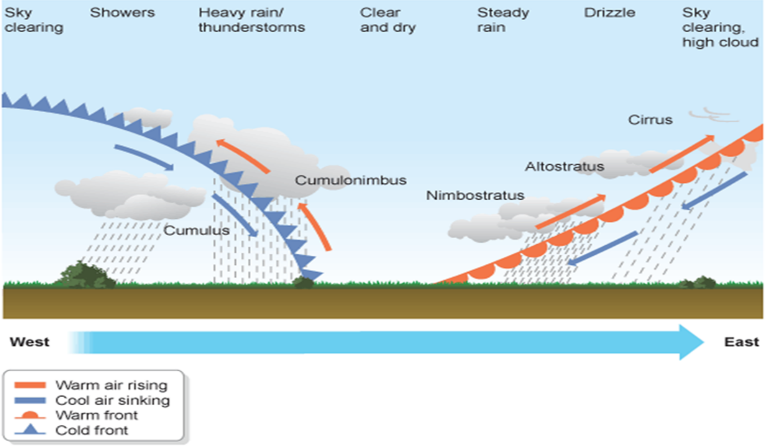 Sky
clearing
Showers
Heavy rain/
thunderstorms
Clear
and dry
Steady
rain
Drizzle
Sky
clearing,
high cloud
Cirrus
Altostratus
Cumulonimbus
Nimbostratus
Cumulus
West
East
Warm air rising
Cool air sinking
Warm front
Cold front